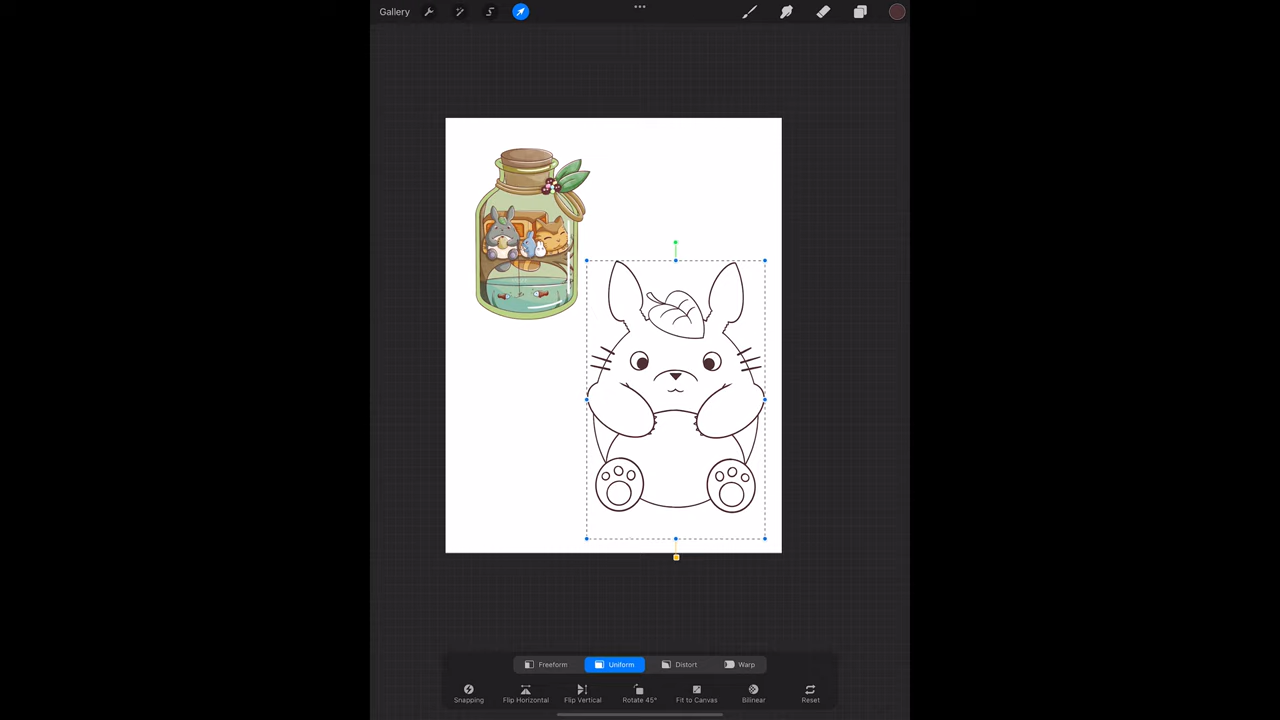 Gallery
Freeform Uniform Distort Warp
Snapping Flip Horizontal Flip Vertical Rotate 45° Fit to Canvas Bilinear Reset